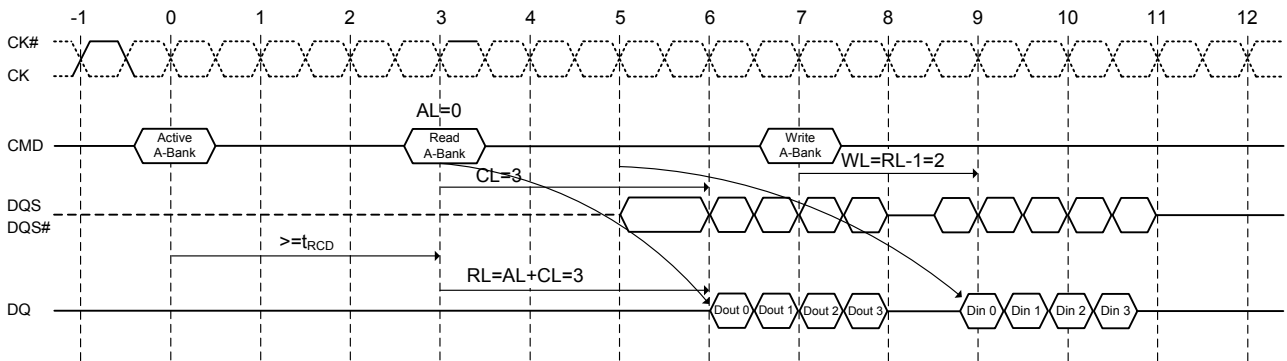 -1 0 1 2 3 4 5 6 7 8 9 10 11 12
CK#
CK
AL=0
CMD
Active
A-Bank
Read
A-Bank
Write
A-Bank
WL=RL-1=2
CL=3
DQS
DQS#
>=tRCD
RL=AL+CL=3
DQ
Dout 0 Dout 1 Dout 2 Dout 3 Din 0 Din 1 Din 2 Din 3